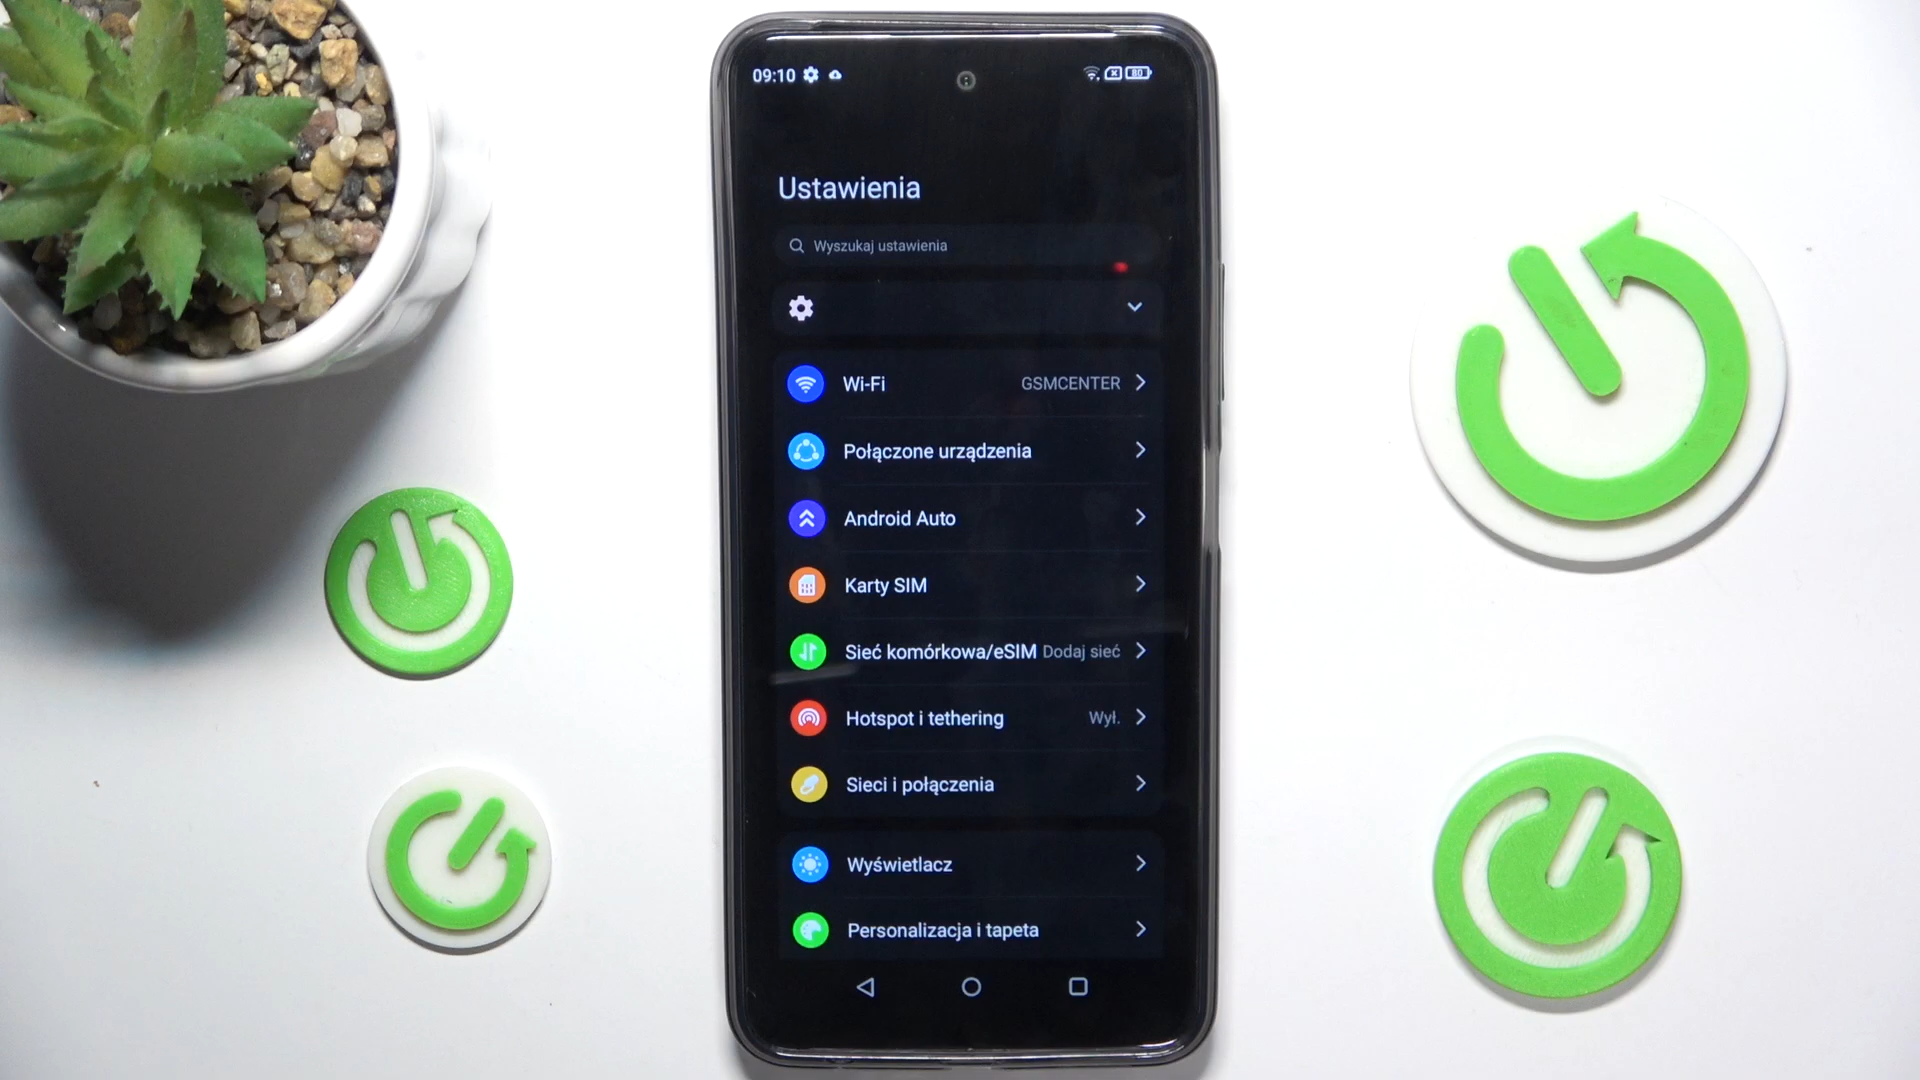 09:10
80
Ustawienia
Wyszukaj ustawienia
Wi-Fi GSMCENTER
Połączone urządzenia
Android Auto
Karty SIM
Sieć komórkowa/eSIM Dodaj sieć
Hotspot i tethering Wył.
Sieci i połączenia
Wyświetlacz
Personalizacja i tapeta